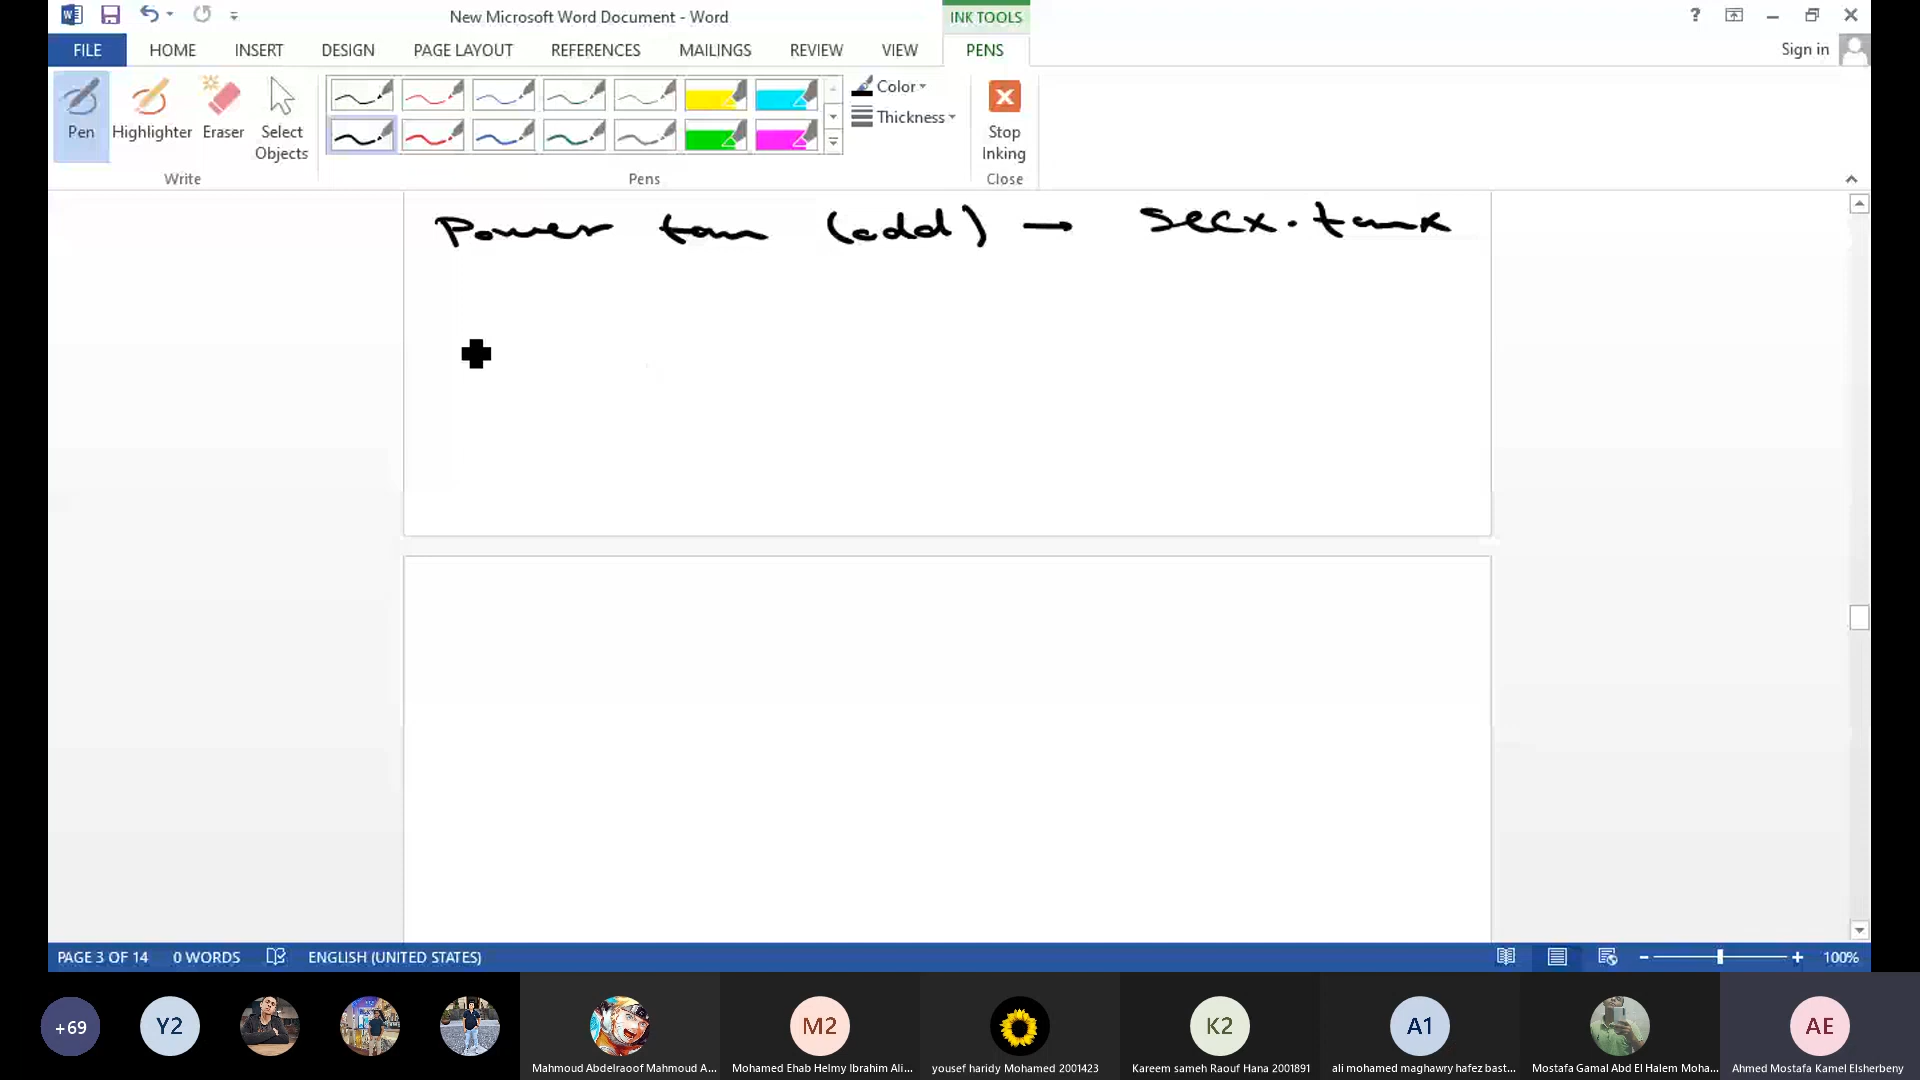 New Microsoft Word Document - Word
INK TOOLS
?
FILE
HOME
INSERT
DESIGN
PAGE LAYOUT
REFERENCES
MAILINGS
REVIEW
VIEW
PENS
Sign in
Pen
Highlighter
Eraser
Select Objects
Color
Thickness
Stop Inking
Write
Pens
Close
Power tan (odd) → secx.tanx
PAGE 3 OF 14
0 WORDS
ENGLISH (UNITED STATES)
100%
+69
Y2
M2
K2
A1
AE
Mahmoud Abdelraoof Mahmoud A...
Mohamed Ehab Helmy Ibrahim Ali...
yousef haridy Mohamed 2001423
Kareem sameh Raouf Hana 2001891
ali mohamed maghawry hafez bast...
Mostafa Gamal Abd El Halem Moha...
Ahmed Mostafa Kamel Elsherbeny